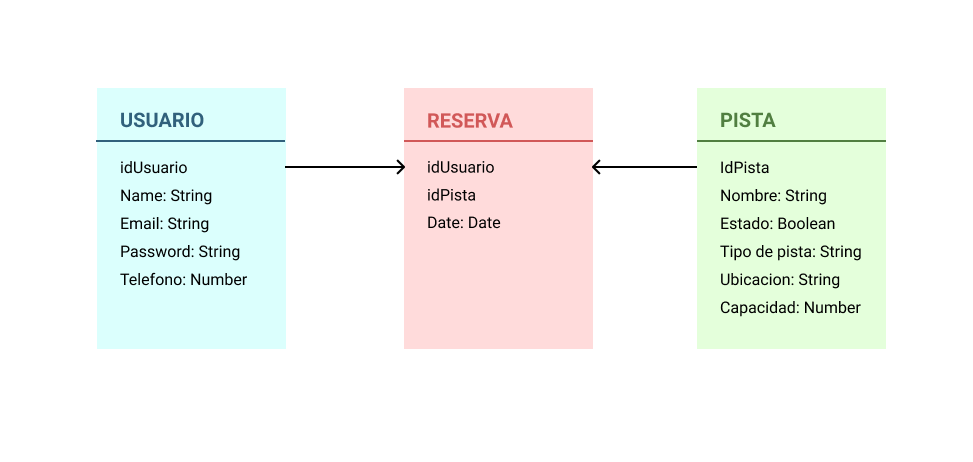 USUARIO
idUsuario
Name: String
Email: String
Password: String
Telefono: Number
RESERVA
idUsuario
idPista
Date: Date
PISTA
IdPista
Nombre: String
Estado: Boolean
Tipo de pista: String
Ubicacion: String
Capacidad: Number